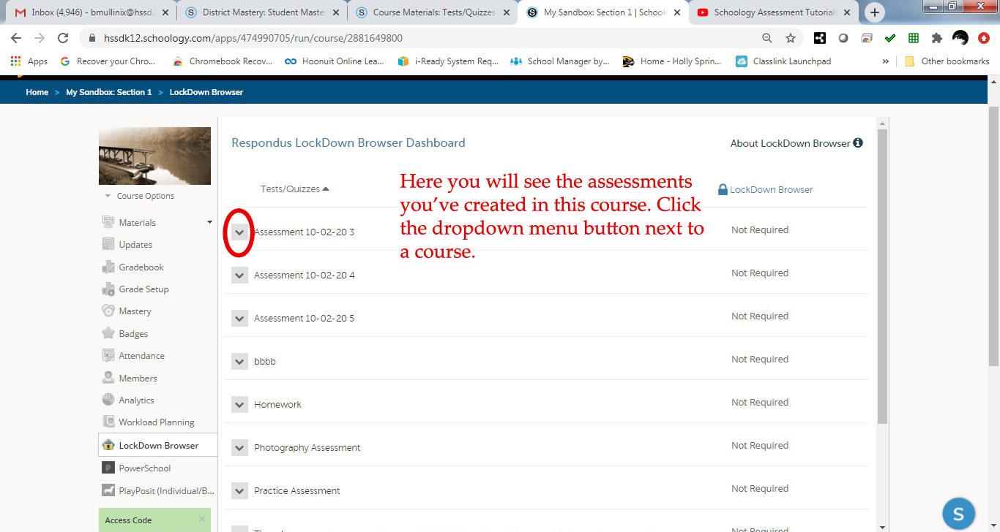 Inbox (4,946) - bmullinix@hssd.
District Mastery: Student Maste
Course Materials: Tests/Quizzes
My Sandbox: Section 1 | Schoolo
Schoology Assessment Tutorials
hssdk12.schoology.com/apps/474990705/run/course/2881649800
Apps
Recover your Chro...
Chromebook Recov...
Hoonuit Online Lea...
i-Ready System Req...
School Manager by...
Home - Holly Sprin...
Classlink Launchpad
»
Other bookmarks
Home > My Sandbox: Section 1 > LockDown Browser
Respondus LockDown Browser Dashboard
About LockDown Browser
Tests/Quizzes
LockDown Browser
Here you will see the assessments
you’ve created in this course. Click
the dropdown menu button next to
a course.
Assessment 10-02-20 3
Not Required
Assessment 10-02-20 4
Not Required
Assessment 10-02-20 5
Not Required
bbbb
Not Required
Homework
Not Required
Photography Assessment
Not Required
Practice Assessment
Not Required
Not Required
Course Options
Materials
Updates
Gradebook
Grade Setup
Mastery
Badges
Attendance
Members
Analytics
Workload Planning
LockDown Browser
PowerSchool
PlayPosit (Individual/B...
Access Code
S